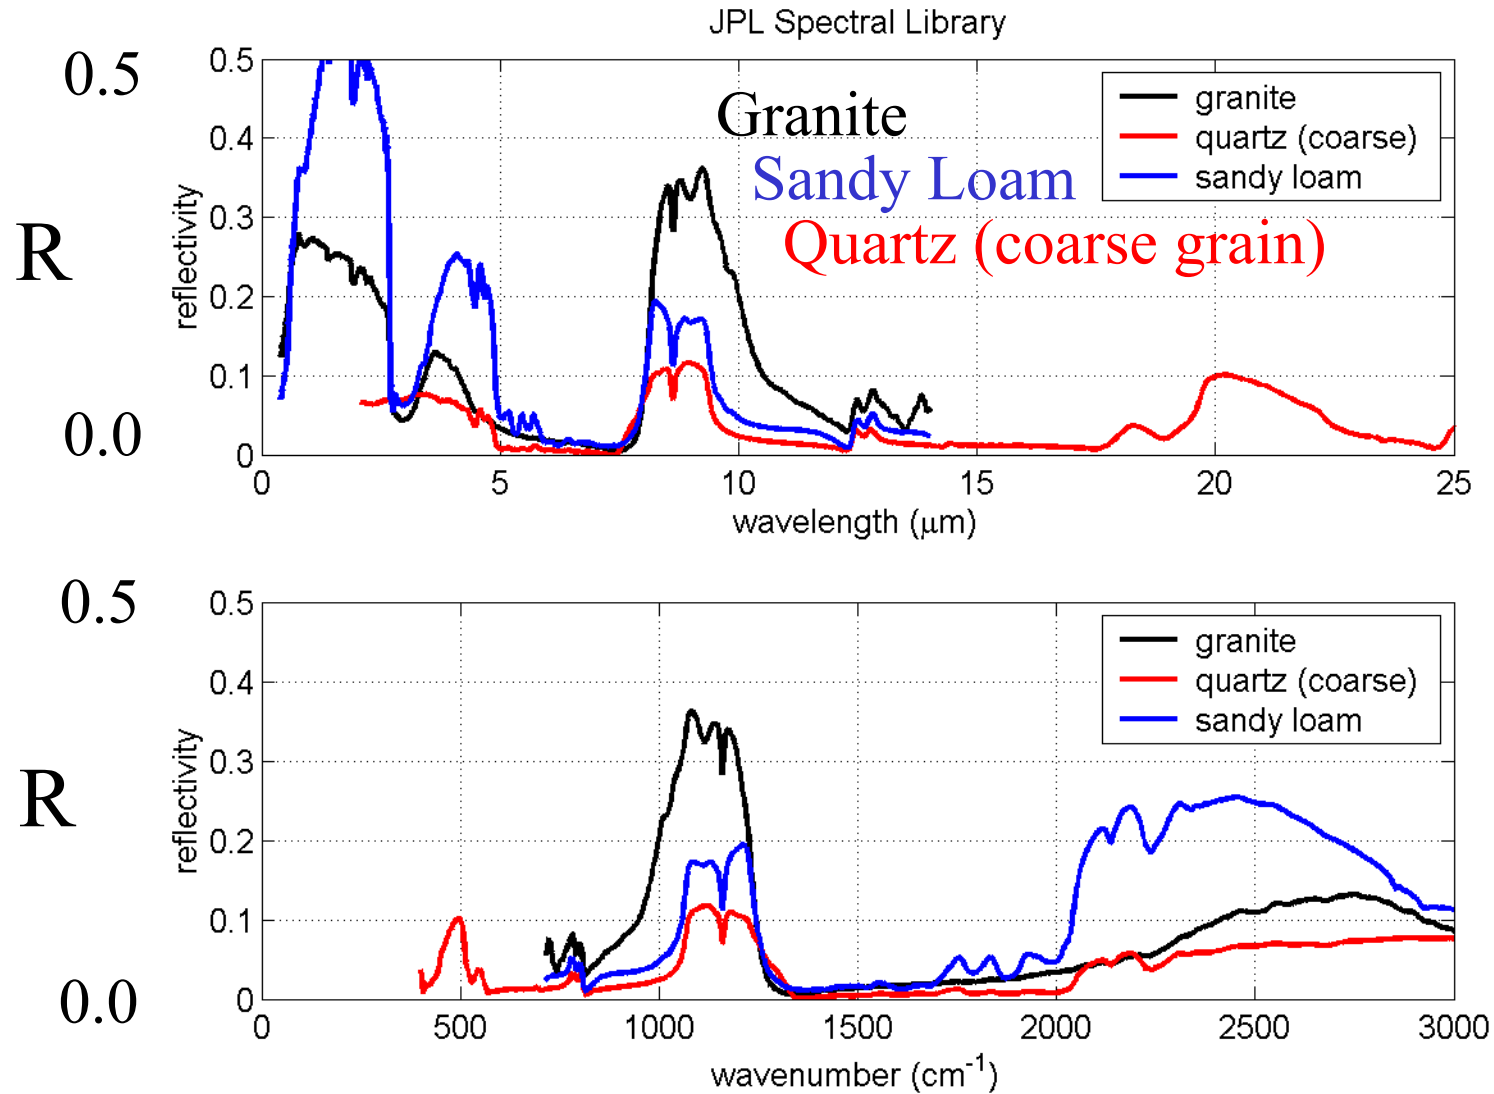 JPL Spectral Library
0.5
R
0.0
reflectivity
0.5
0.4
0.3
0.2
0.1
0
Granite
Sandy Loam
Quartz (coarse grain)
granite
quartz (coarse)
sandy loam
0 5 10 15 20 25
wavelength (μm)
0.5
R
0.0
reflectivity
0.5
0.4
0.3
0.2
0.1
0
granite
quartz (coarse)
sandy loam
0 500 1000 1500 2000 2500 3000
wavenumber (cm⁻¹)